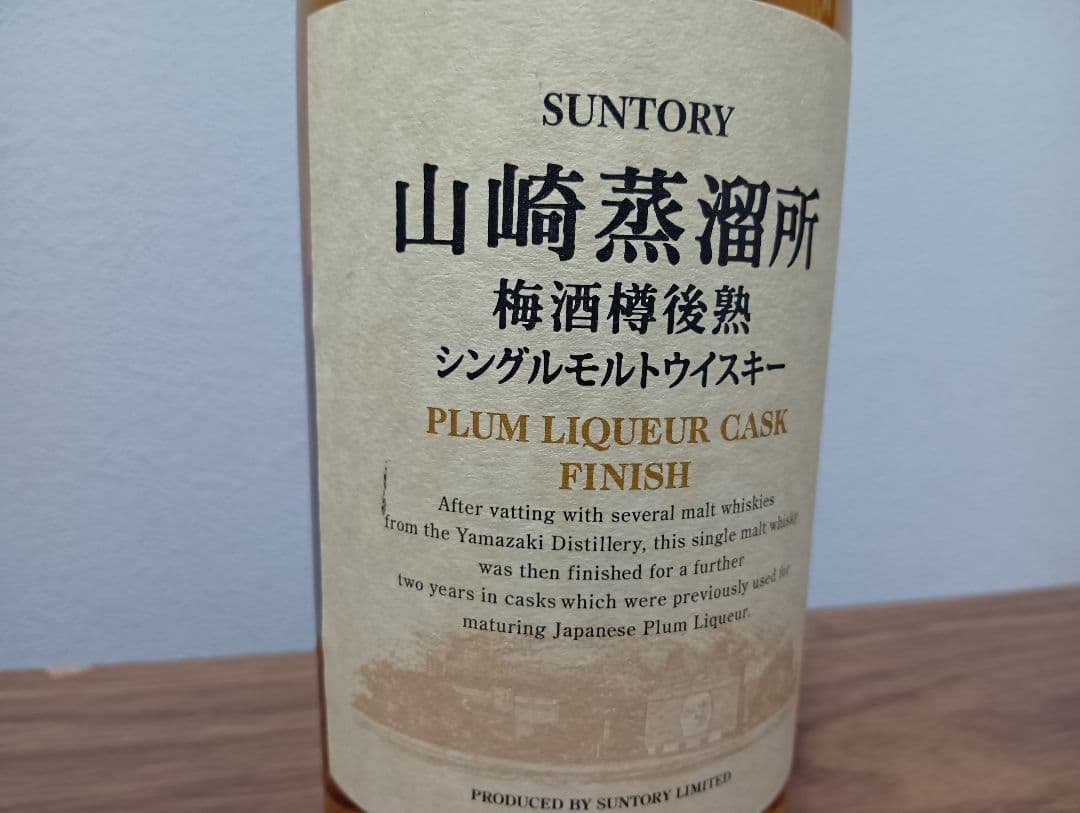 SUNTORY
山崎蒸溜所
梅酒樽後熟
シングルモルトウイスキー
PLUM LIQUEUR CASK
FINISH
After vatting with several malt whiskies
from the Yamazaki Distillery, this single malt whisky
was then finished for a further
two years in casks which were previously used for
maturing Japanese Plum Liqueur.
PRODUCED BY SUNTORY LIMITED